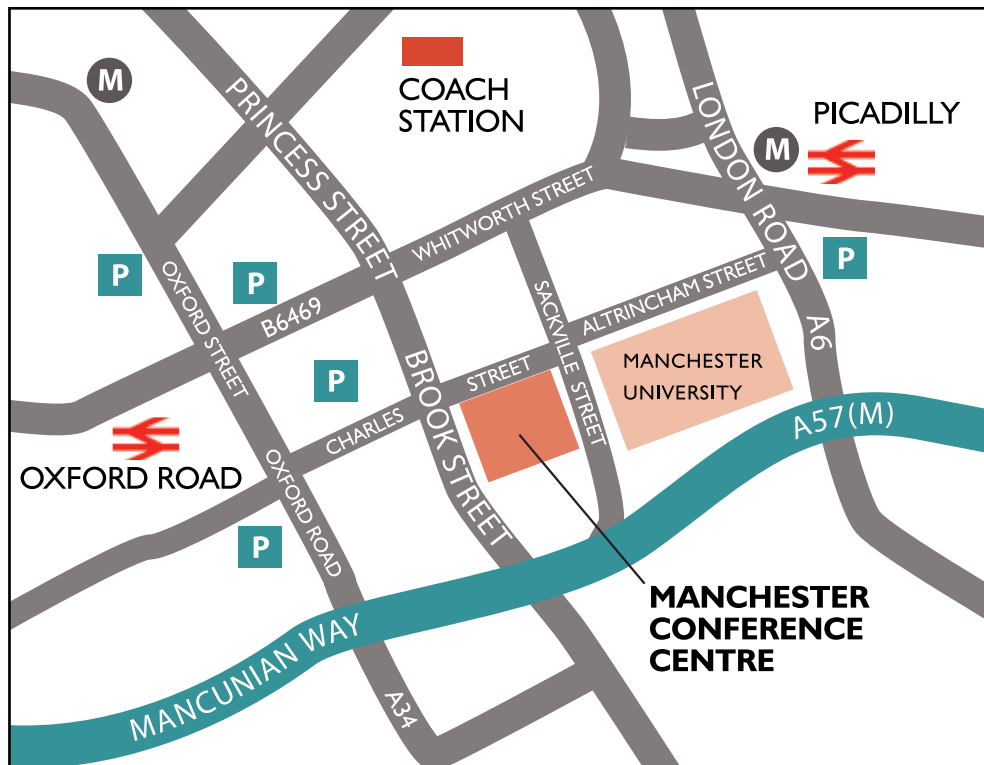 M
COACH
STATION
PRINCESS STREET
LONDON ROAD
PICADILLY
M
WHITWORTH STREET
P
P
P
OXFORD STREET
B6469
SACKVILLE STREET
ALTRINCHAM STREET
A6
MANCHESTER
UNIVERSITY
P
BROOK STREET
CHARLES STREET
A57(M)
OXFORD ROAD
OXFORD ROAD
P
MANCHESTER
CONFERENCE
CENTRE
MANCUNIAN WAY
A34